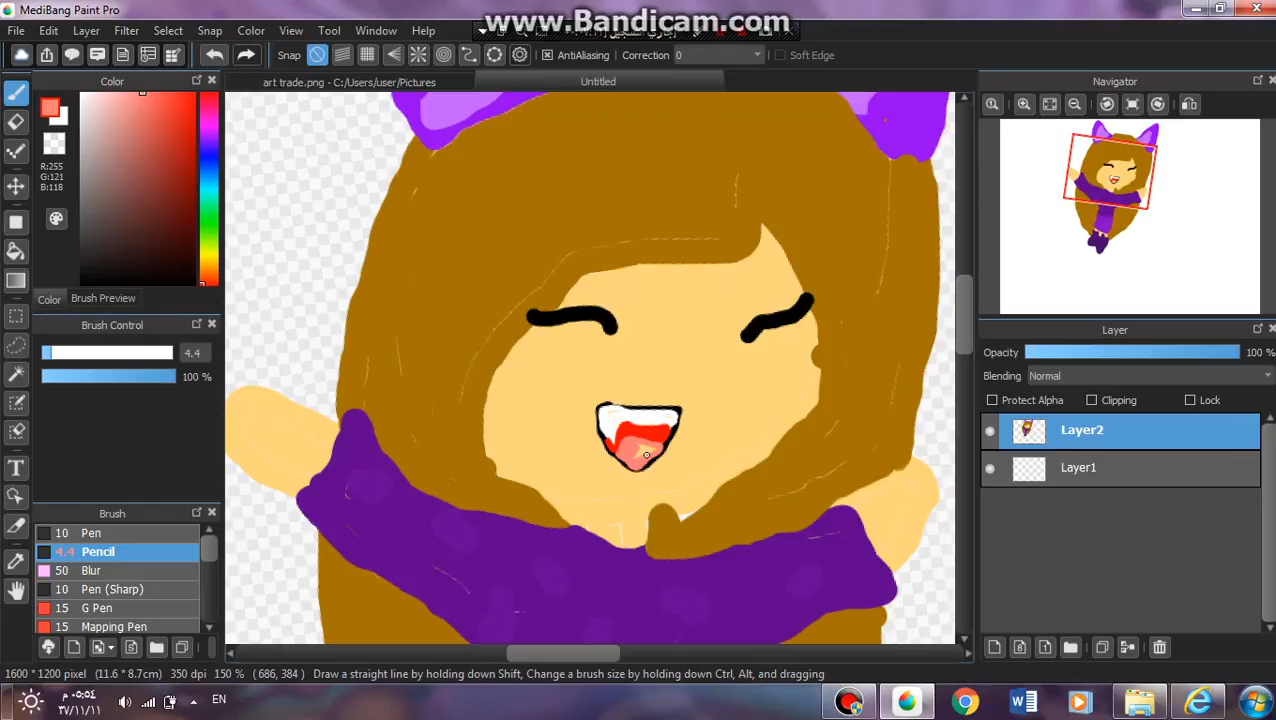 MediBang Paint Pro
www.Bandicam.com
File Edit Layer Filter Select Snap Color View Tool Window Help
Snap AntiAliasing Correction 0 Soft Edge
Color
art trade.png - C:/Users/user/Pictures
Untitled
Navigator
R:255
G:121
B:118
Color Brush Preview
Brush Control
4.4
100 %
Brush
10 Pen
4.4 Pencil
50 Blur
10 Pen (Sharp)
15 G Pen
15 Mapping Pen
Layer
Opacity 100 %
Blending Normal
Protect Alpha Clipping Lock
Layer2
Layer1
1600 * 1200 pixel (11.6 * 8.7cm) 350 dpi 150 % (686, 384) Draw a straight line by holding down Shift, Change a brush size by holding down Ctrl, Alt, and dragging
EN